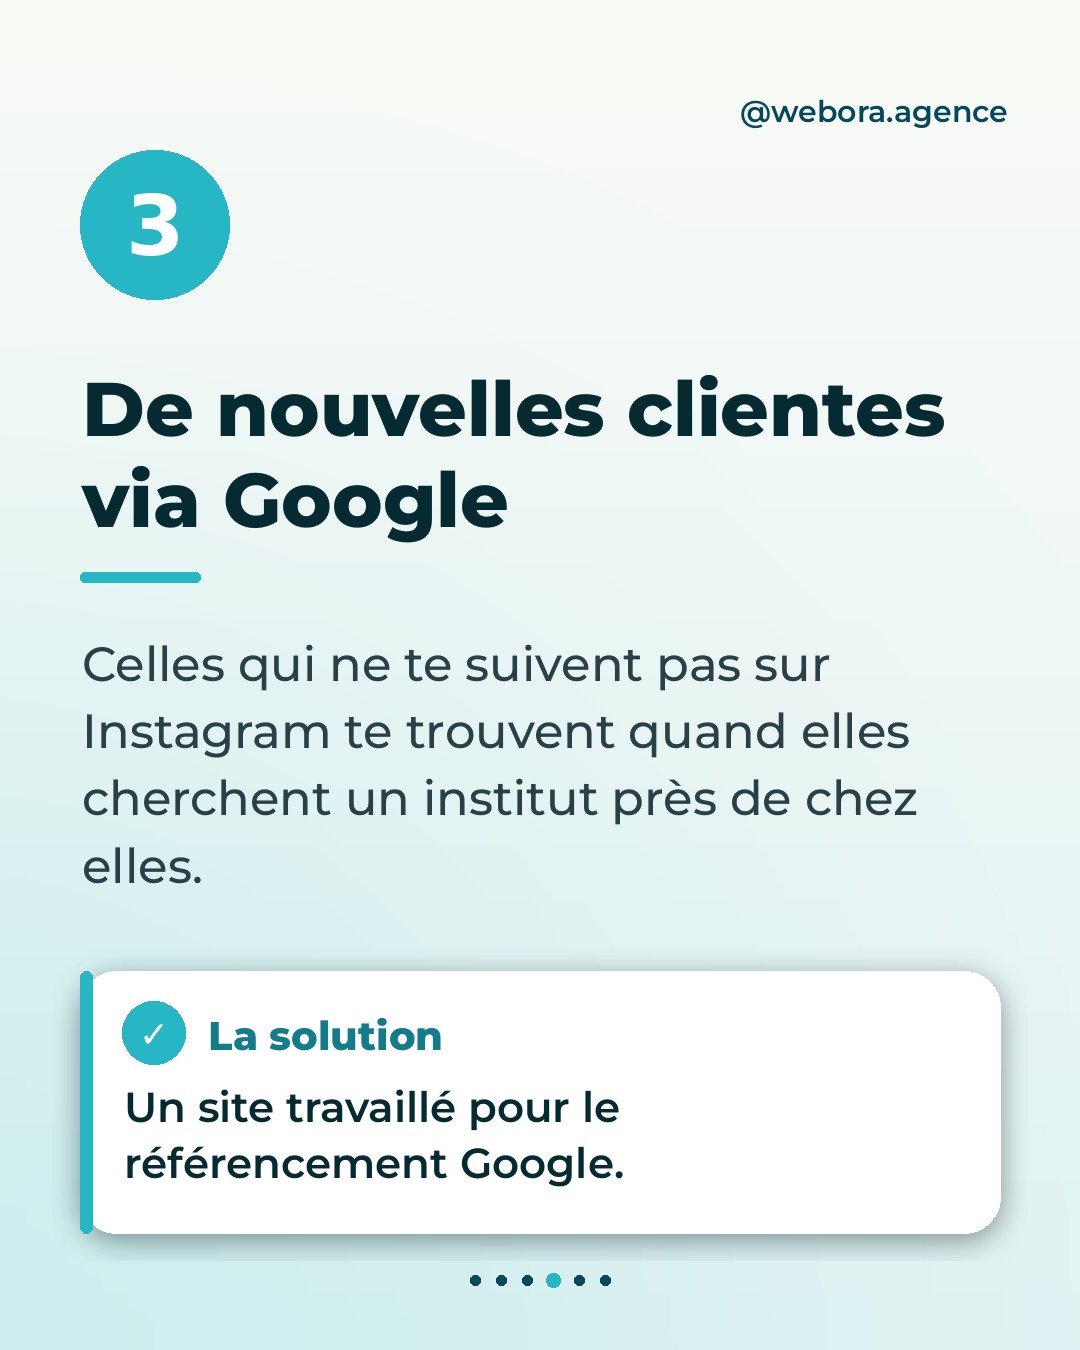 @webora.agence
3
De nouvelles clientes
via Google
Celles qui ne te suivent pas sur
Instagram te trouvent quand elles
cherchent un institut près de chez
elles.
✓ La solution
Un site travaillé pour le
référencement Google.